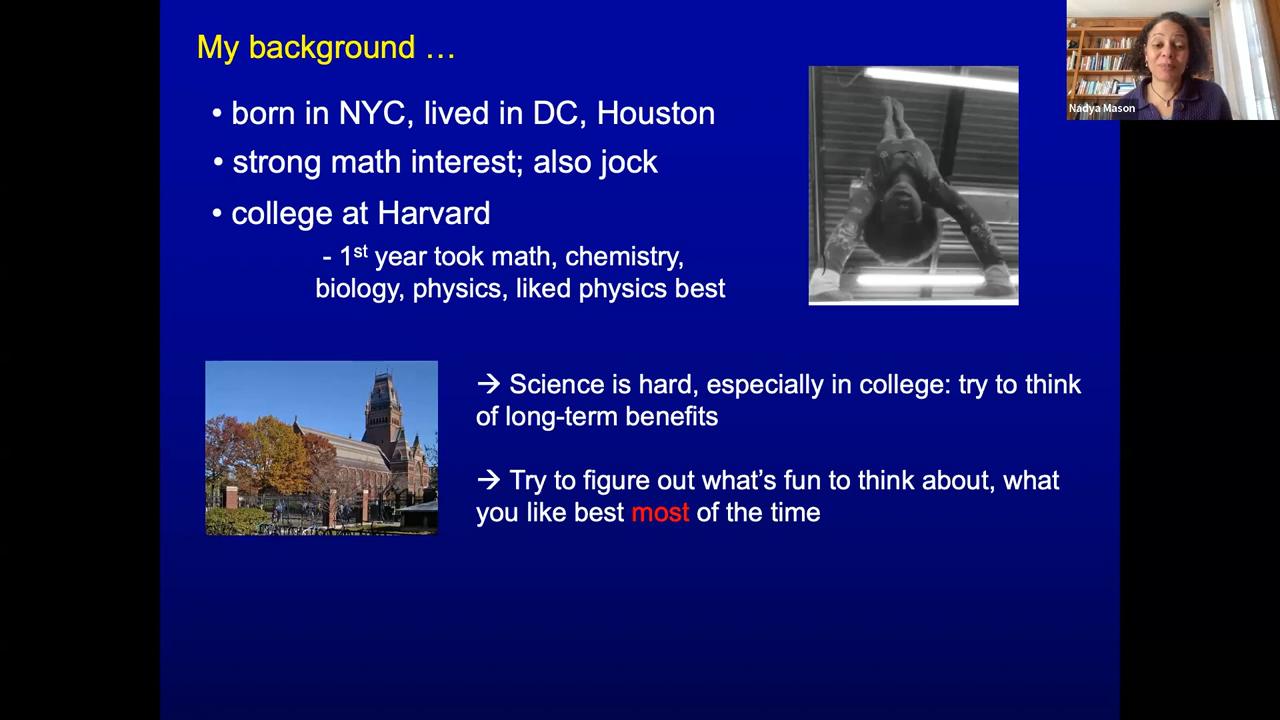 My background …
• born in NYC, lived in DC, Houston
• strong math interest; also jock
• college at Harvard
- 1st year took math, chemistry,
biology, physics, liked physics best
→ Science is hard, especially in college: try to think
of long-term benefits
→ Try to figure out what’s fun to think about, what
you like best most of the time
Nadya Mason